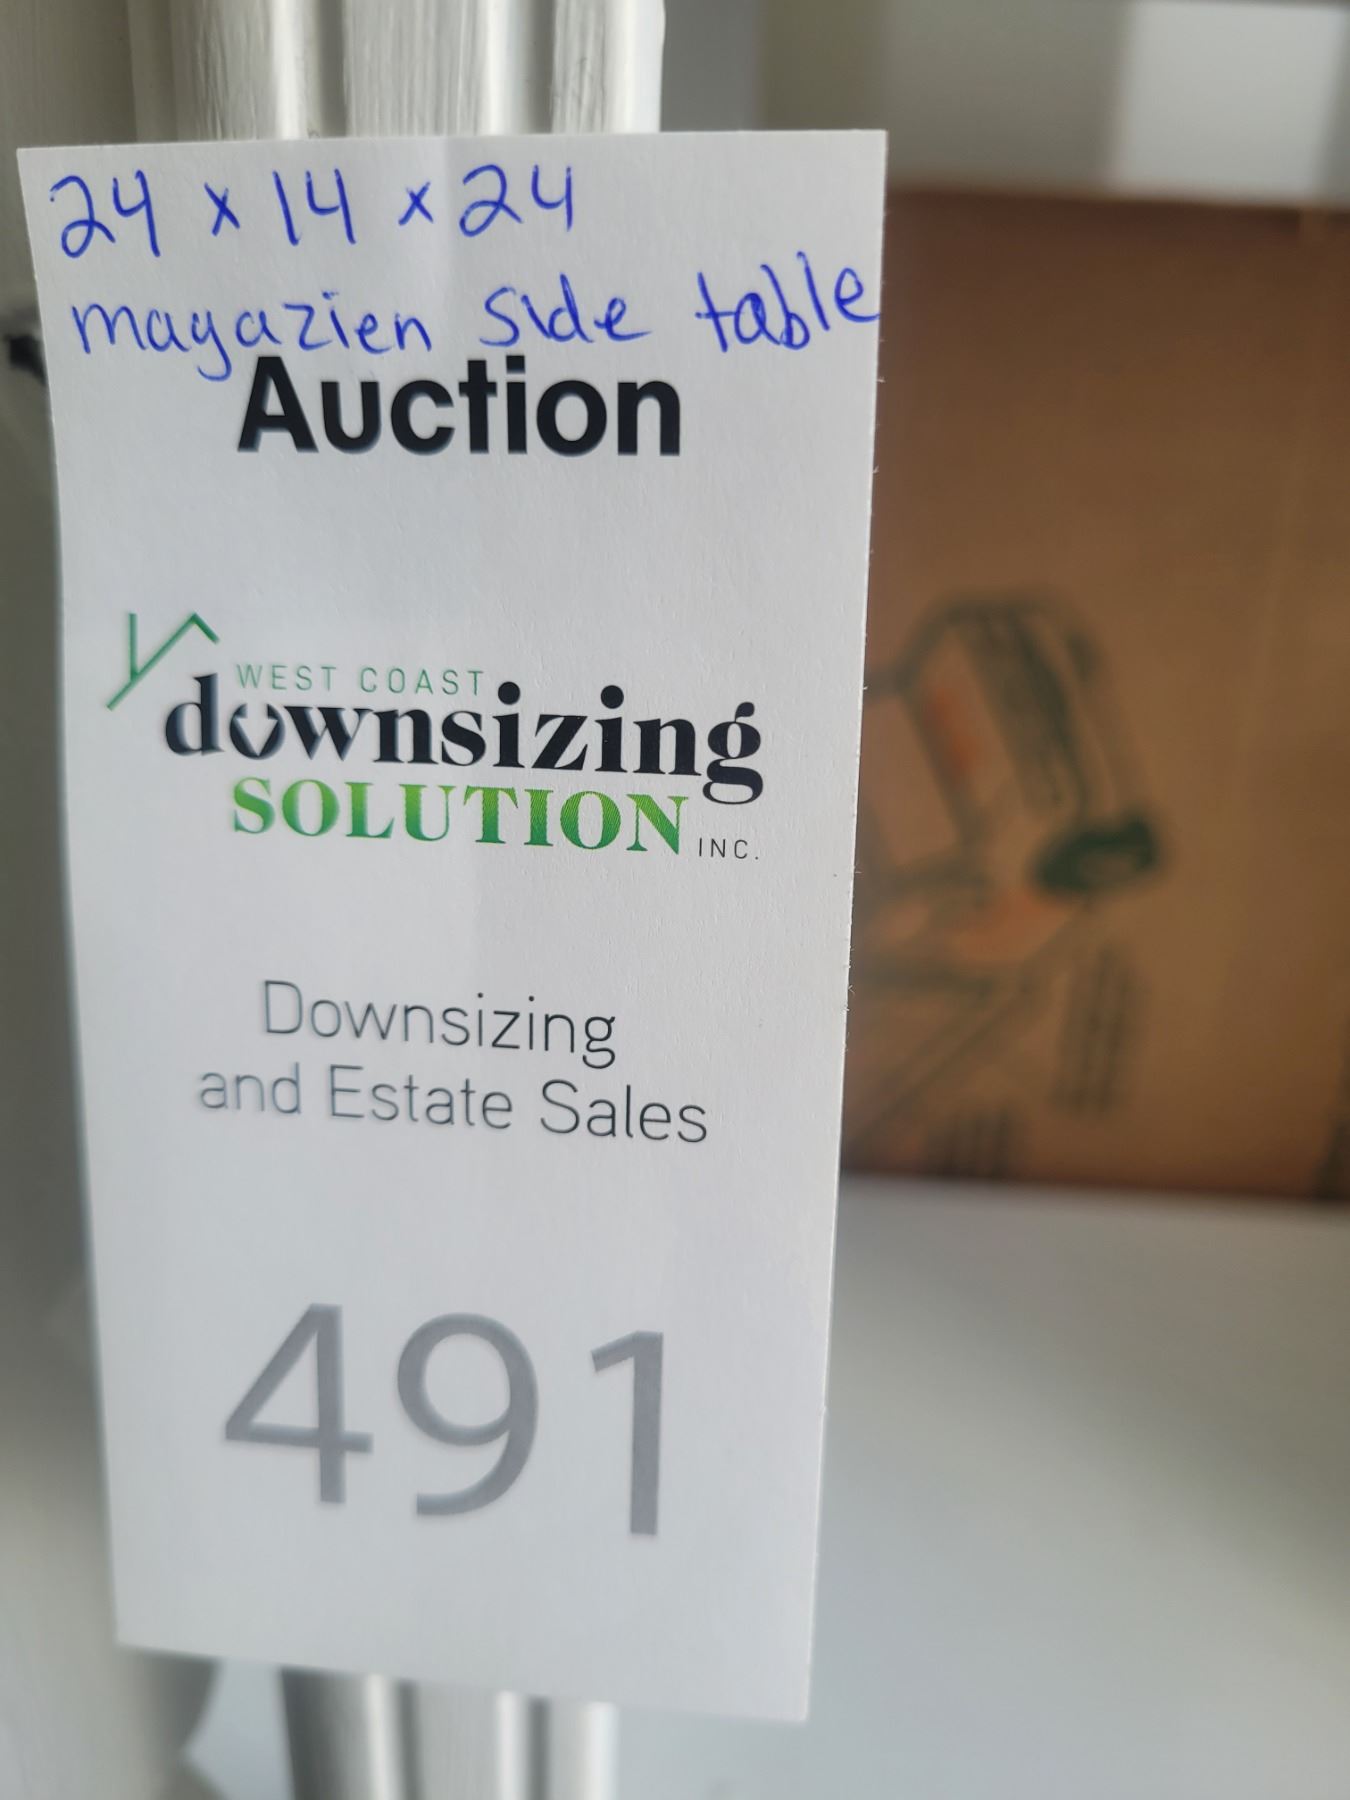 24 x 14 x 24
magazien side table
Auction
WEST COAST
downsizing
SOLUTION INC.
Downsizing
and Estate Sales
491